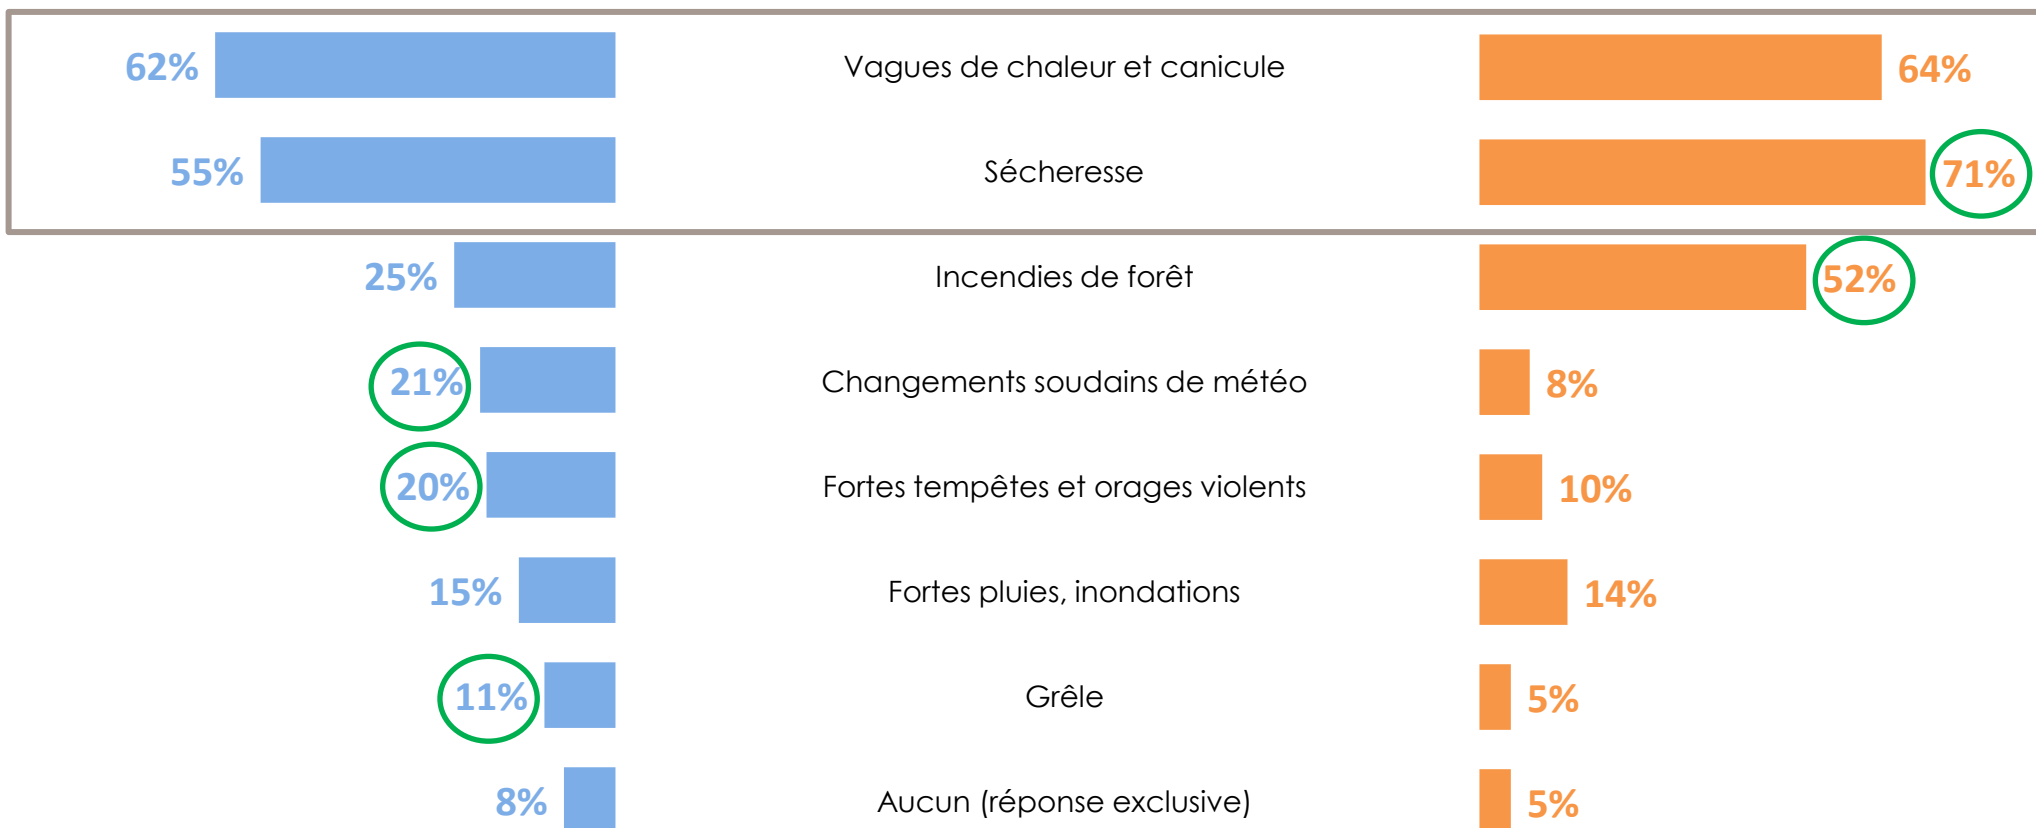 62% Vagues de chaleur et canicule 64%
55% Sécheresse 71%
25% Incendies de forêt 52%
21% Changements soudains de météo 8%
20% Fortes tempêtes et orages violents 10%
15% Fortes pluies, inondations 14%
11% Grêle 5%
8% Aucun (réponse exclusive) 5%